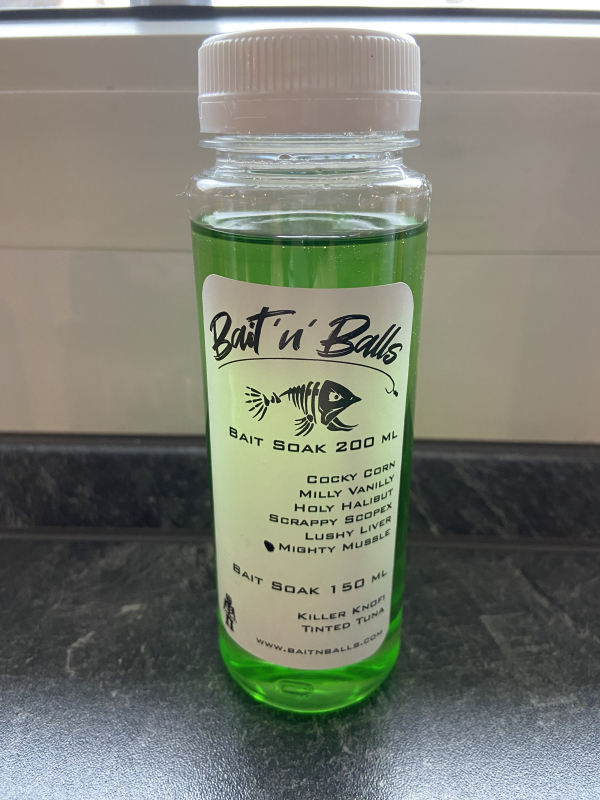 Bait 'n' Balls
BAIT SOAK 200 ML
COCKY CORN
MILLY VANILLY
HOLY HALIBUT
SCRAPPY SCOPEX
LUSHY LIVER
MIGHTY MUSSLE
BAIT SOAK 150 ML
KILLER KNOFI
TINTED TUNA
WWW.BAITNBALLS.COM